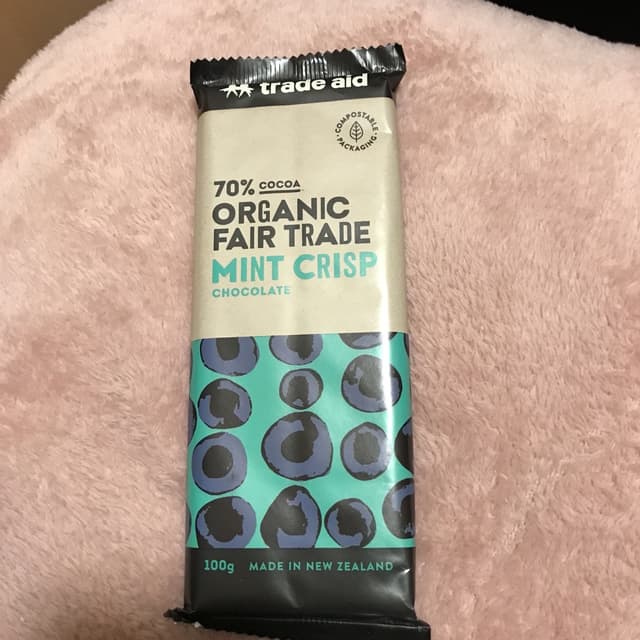 trade aid
COMPOSTABLE
PACKAGING
70% COCOA
ORGANIC
FAIR TRADE
MINT CRISP
CHOCOLATE
100g MADE IN NEW ZEALAND